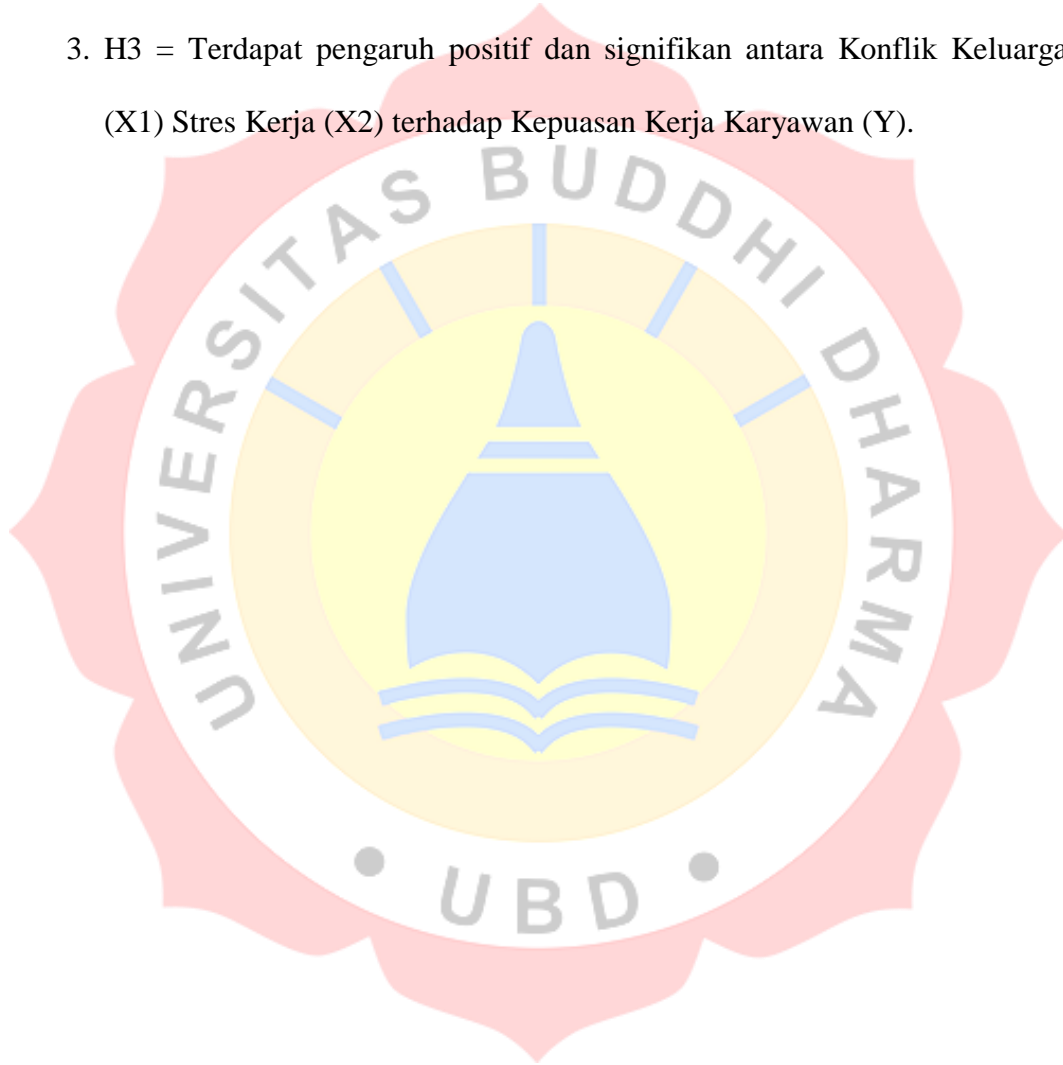 3. H3 = Terdapat pengaruh positif dan signifikan antara Konflik Keluarga
(X1) Stres Kerja (X2) terhadap Kepuasan Kerja Karyawan (Y).
UNIVERSITAS BUDDHI DHARMA
• UBD •